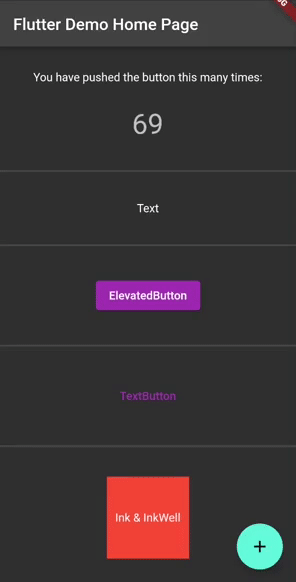 Flutter Demo Home Page
You have pushed the button this many times:
69
Text
ElevatedButton
TextButton
Ink & InkWell